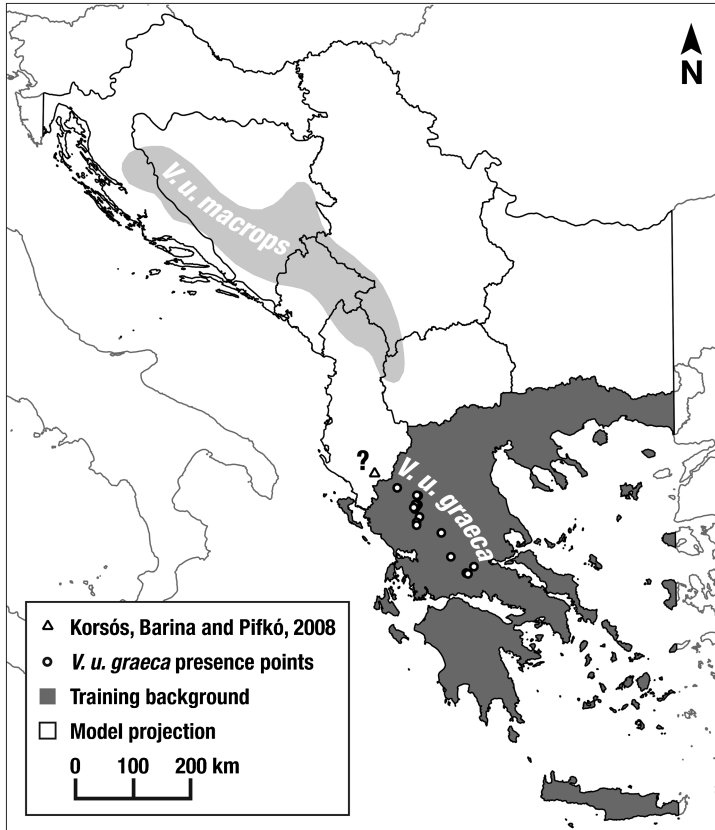 N
V. u. macrops
?
V. u. graeca
Korsós, Barina and Pifkó, 2008
V. u. graeca presence points
Training background
Model projection
0 100 200 km